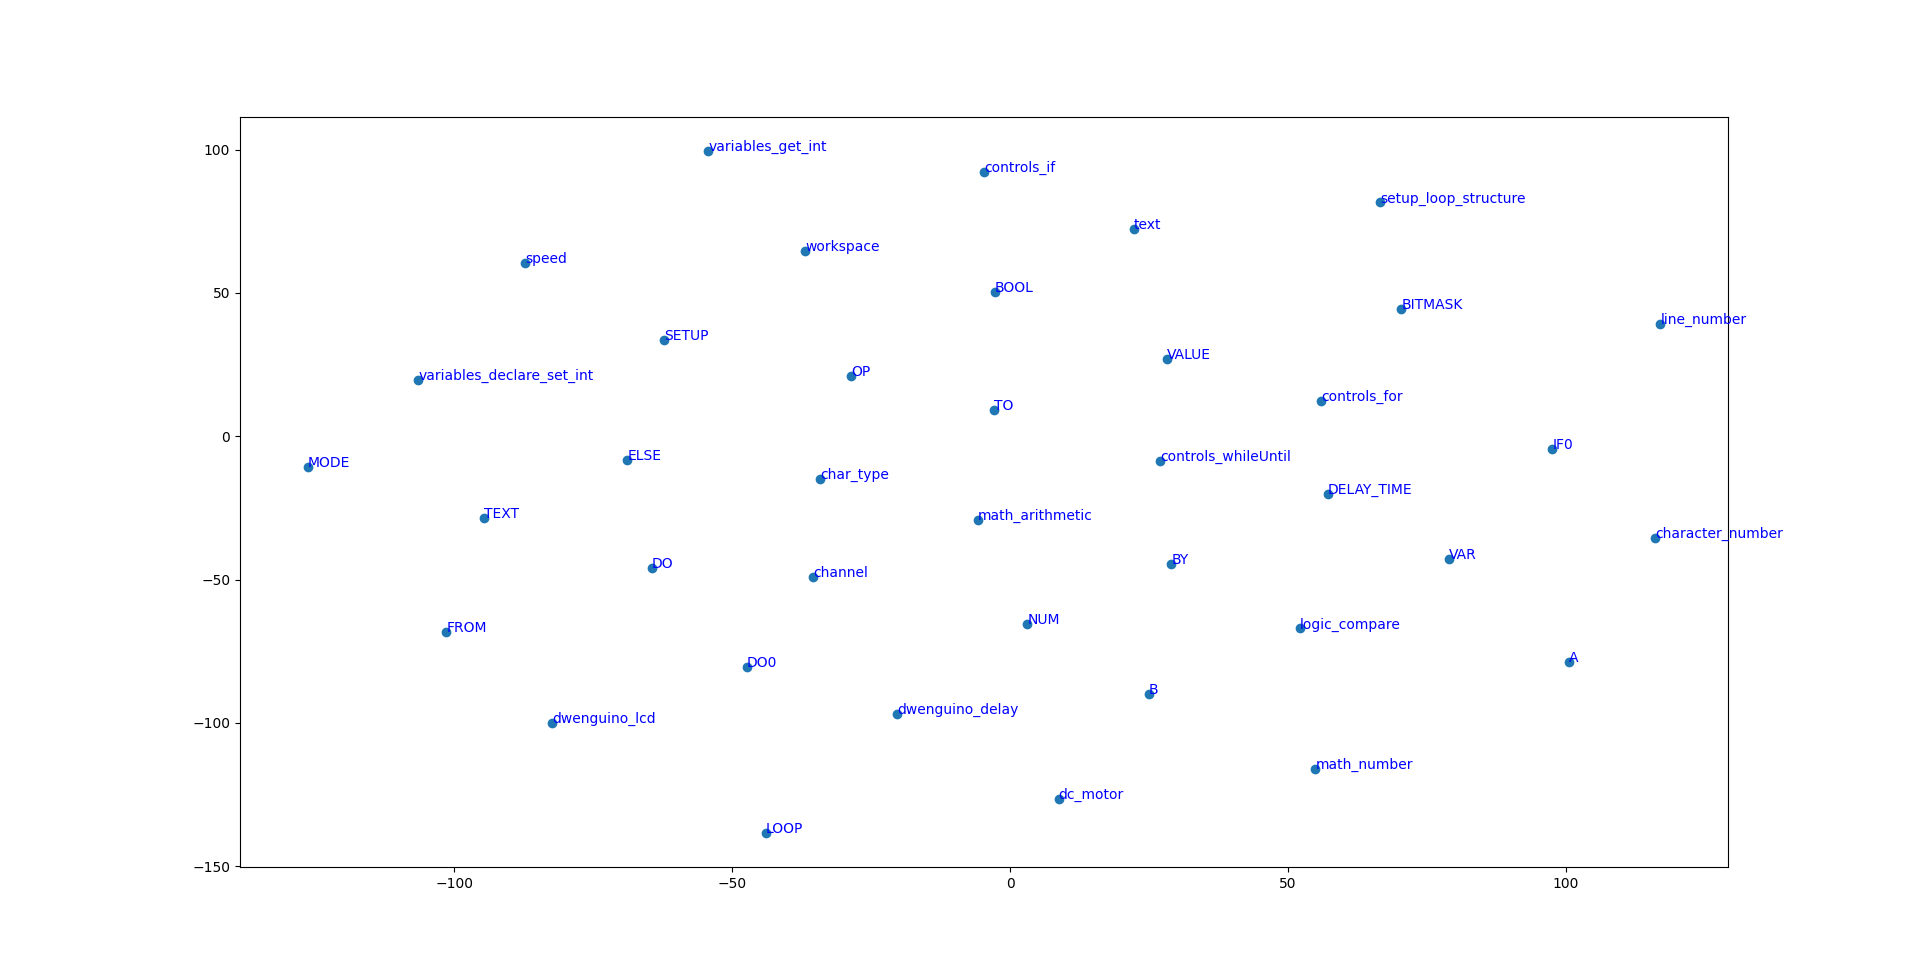 100
variables_get_int
controls_if
setup_loop_structure
text
workspace
speed
50
BOOL
BITMASK
line_number
SETUP
VALUE
variables_declare_set_int
OP
controls_for
TO
0
IF0
MODE
ELSE
controls_whileUntil
char_type
DELAY_TIME
TEXT
math_arithmetic
character_number
VAR
BY
DO
channel
−50
NUM
logic_compare
FROM
A
DO0
B
dwenguino_delay
dwenguino_lcd
−100
math_number
dc_motor
LOOP
−150
−100
−50
0
50
100